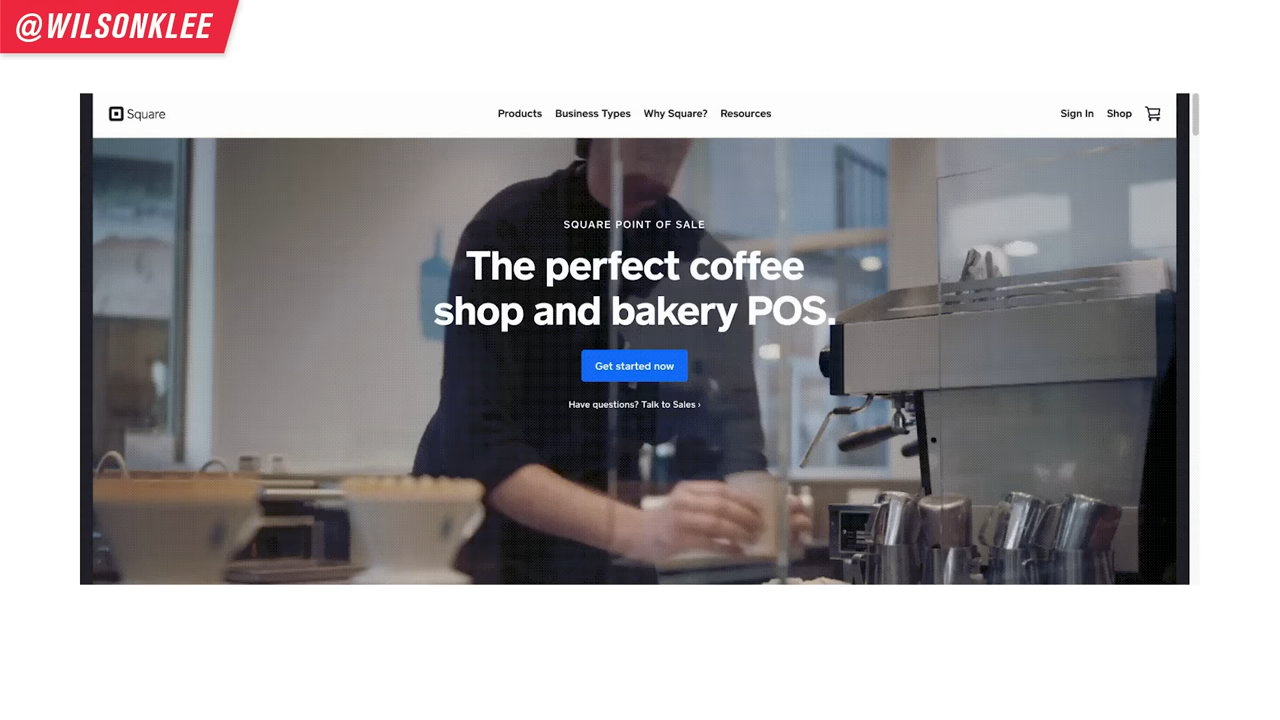 @WILSONKLEE
Square
Products Business Types Why Square? Resources
Sign In Shop
SQUARE POINT OF SALE
The perfect coffee
shop and bakery POS.
Get started now
Have questions? Talk to Sales ›